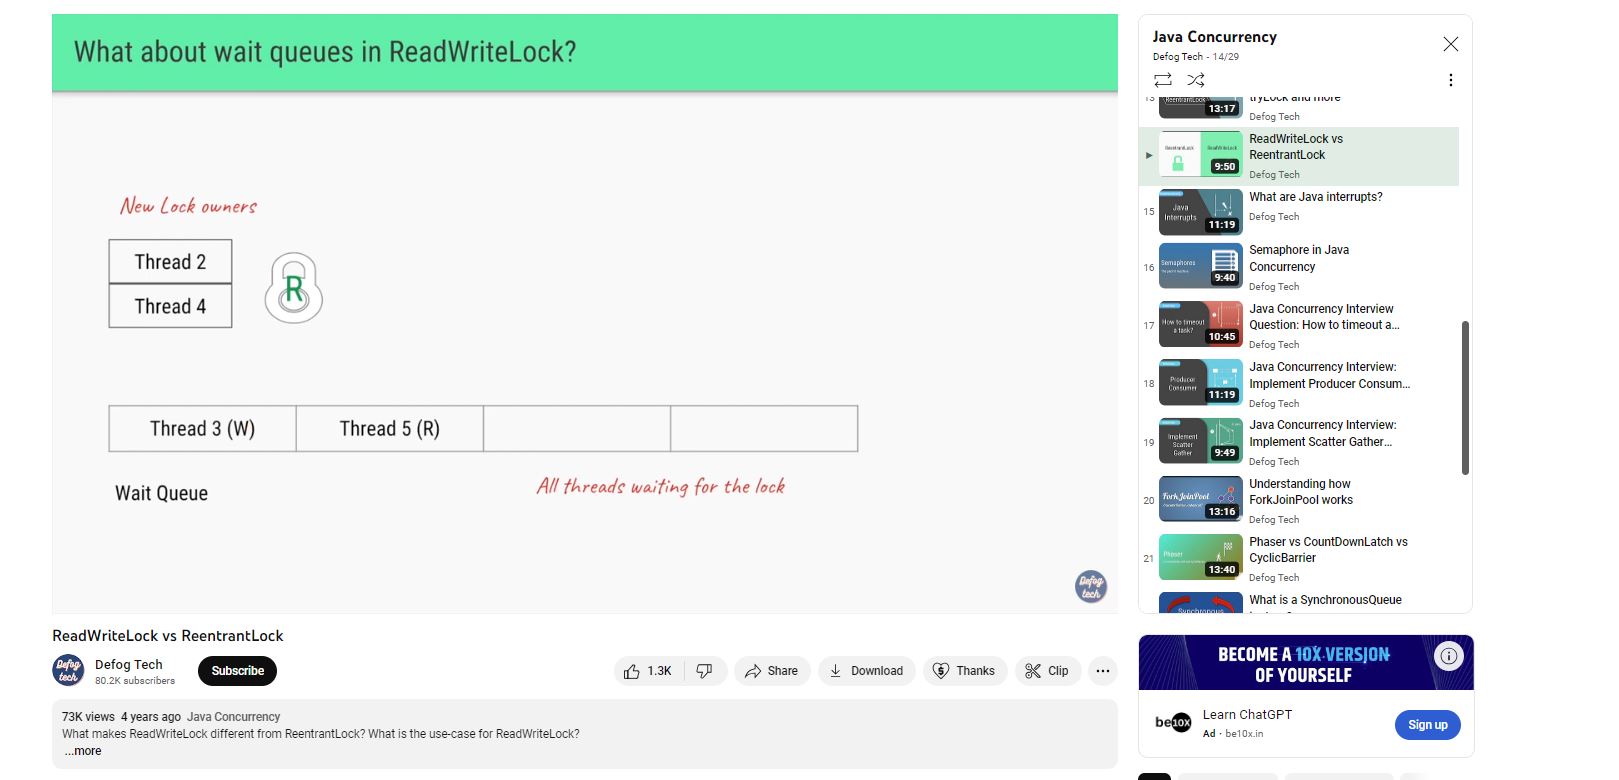 What about wait queues in ReadWriteLock?
New Lock owners
Thread 2
Thread 4
R
Thread 3 (W)
Thread 5 (R)
Wait Queue
All threads waiting for the lock
Defog
tech
ReadWriteLock vs ReentrantLock
Defog
tech
Defog Tech
80.2K subscribers
Subscribe
1.3K
Share
Download
Thanks
Clip
73K views 4 years ago Java Concurrency
What makes ReadWriteLock different from ReentrantLock? What is the use-case for ReadWriteLock?
...more
Java Concurrency
Defog Tech - 14/29
13
ReentrantLock
13:17
tryLock and more
Defog Tech
ReentrantLock
ReadWriteLock
9:50
ReadWriteLock vs
ReentrantLock
Defog Tech
15
Java
Interrupts
11:19
What are Java interrupts?
Defog Tech
16
Semaphores
9:40
Semaphore in Java
Concurrency
Defog Tech
17
How to timeout
a task?
10:45
Java Concurrency Interview
Question: How to timeout a...
Defog Tech
18
Producer
Consumer
11:19
Java Concurrency Interview:
Implement Producer Consum...
Defog Tech
19
Implement
Scatter
Gather
9:49
Java Concurrency Interview:
Implement Scatter Gather...
Defog Tech
20
ForkJoinPool
13:16
Understanding how
ForkJoinPool works
Defog Tech
21
Phaser
13:40
Phaser vs CountDownLatch vs
CyclicBarrier
Defog Tech
Synchronous
What is a SynchronousQueue
BECOME A 10X VERSION
OF YOURSELF
be10X
Learn ChatGPT
Ad · be10x.in
Sign up